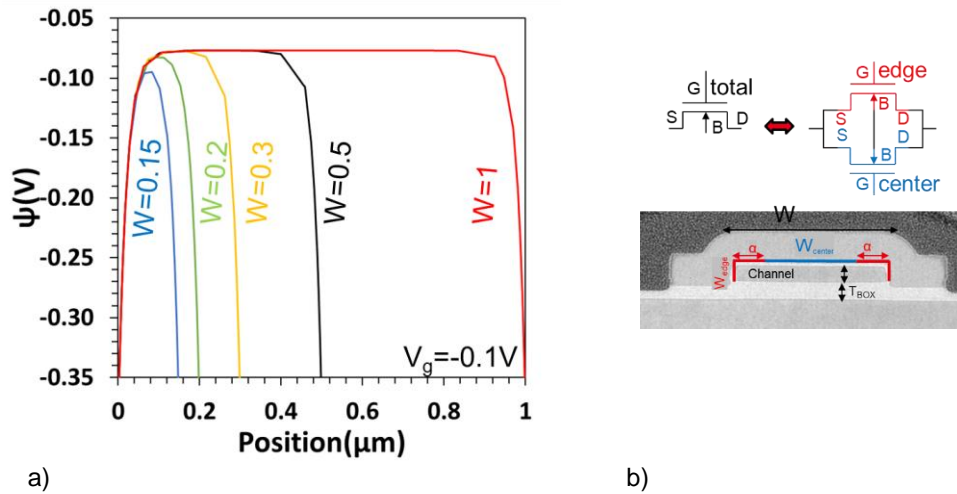 -0.05
-0.10
-0.15
-0.20
-0.25
-0.30
-0.35
ψ(V)
W=0.15
W=0.2
W=0.3
W=0.5
W=1
Vg=-0.1V
0
0.2
0.4
0.6
0.8
1
Position(µm)
a)
G
total
S
B
D
G
edge
S
B
D
S
B
D
G
center
W
α
Wcenter
α
Wedge
Channel
TBOX
b)